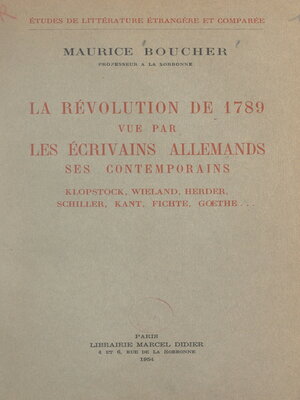 ÉTUDES DE LITTÉRATURE ÉTRANGÈRE ET COMPARÉE
MAURICE BOUCHER
PROFESSEUR A LA SORBONNE
LA RÉVOLUTION DE 1789
VUE PAR
LES ÉCRIVAINS ALLEMANDS
SES CONTEMPORAINS
KLOPSTOCK, WIELAND, HERDER,
SCHILLER, KANT, FICHTE, GOETHE...
PARIS
LIBRAIRIE MARCEL DIDIER
4 ET 6, RUE DE LA SORBONNE
1954